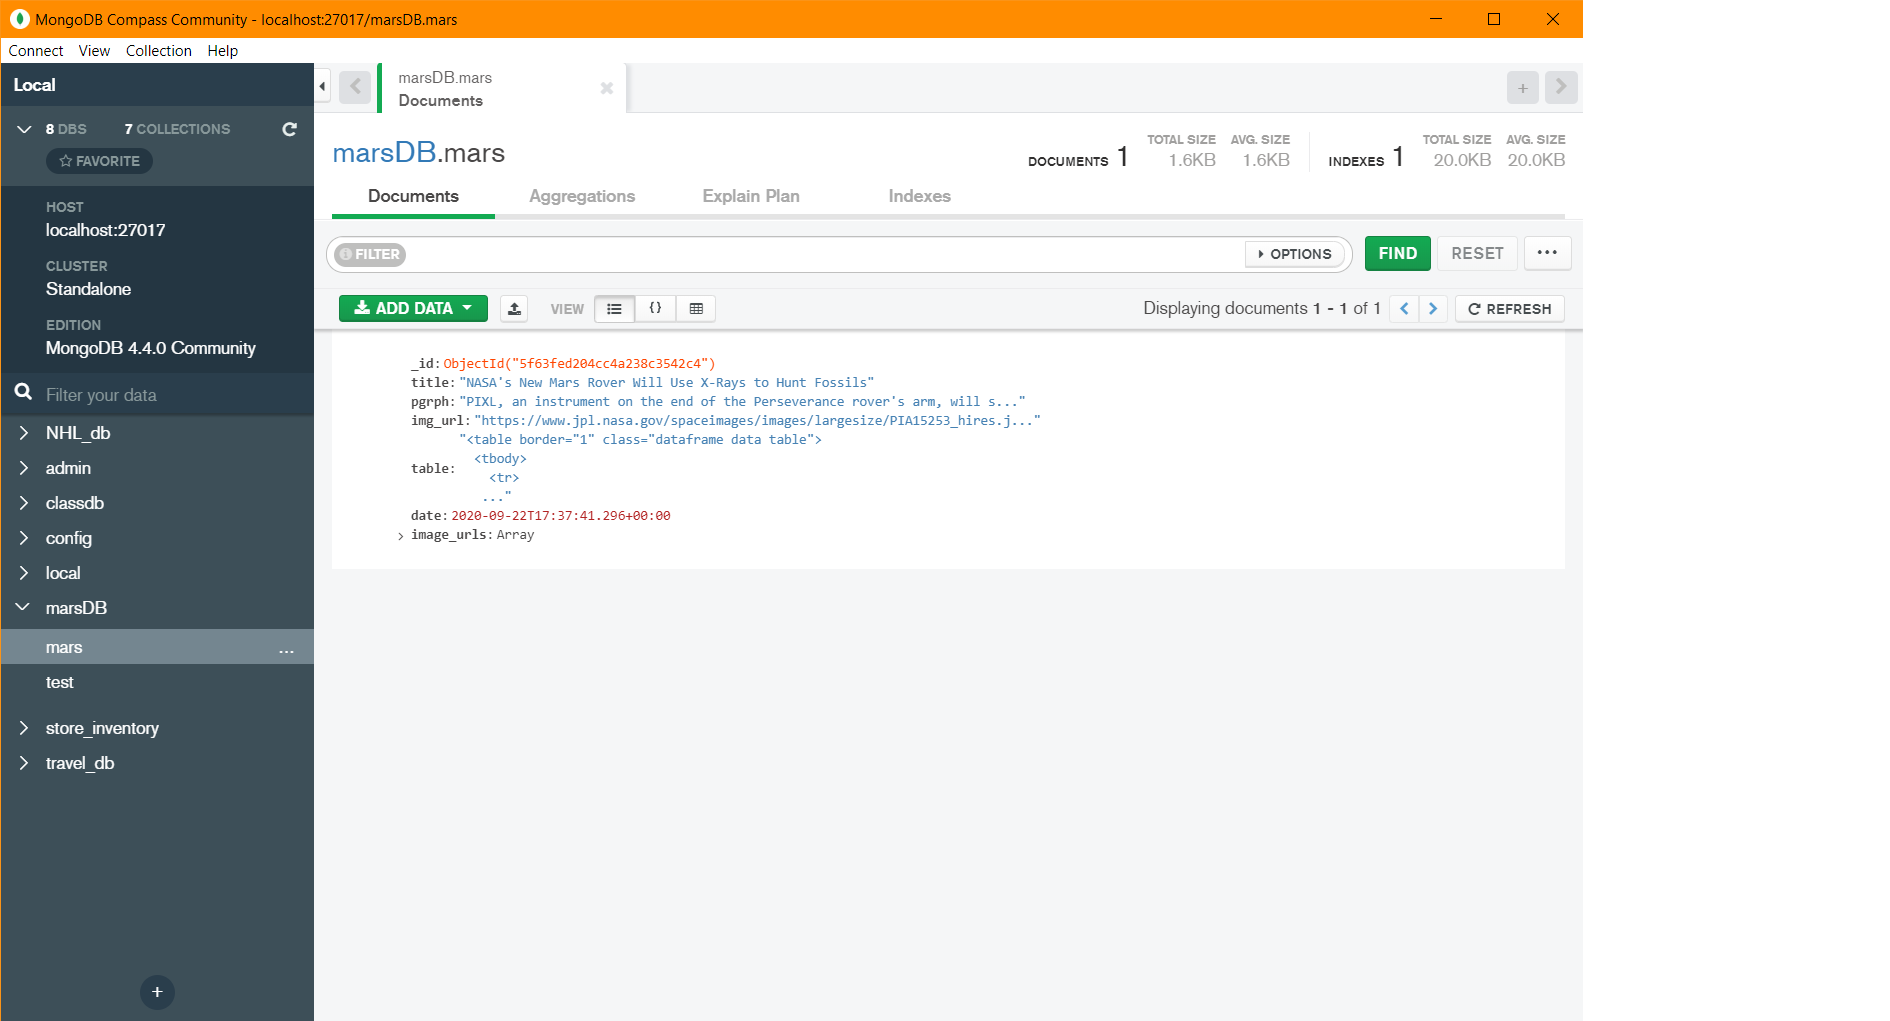 MongoDB Compass Community - localhost:27017/marsDB.mars
Connect View Collection Help
Local
8 DBS 7 COLLECTIONS
FAVORITE
HOST
localhost:27017
CLUSTER
Standalone
EDITION
MongoDB 4.4.0 Community
Filter your data
NHL_db
admin
classdb
config
local
marsDB
mars ...
test
store_inventory
travel_db
+
marsDB.mars
Documents
+
marsDB.mars
DOCUMENTS 1 TOTAL SIZE 1.6KB AVG. SIZE 1.6KB INDEXES 1 TOTAL SIZE 20.0KB AVG. SIZE 20.0KB
Documents Aggregations Explain Plan Indexes
FILTER OPTIONS FIND RESET ...
ADD DATA VIEW {} Displaying documents 1 - 1 of 1 < > REFRESH
_id: ObjectId("5f63fed204cc4a238c3542c4")
title: "NASA's New Mars Rover Will Use X-Rays to Hunt Fossils"
pgrph: "PIXL, an instrument on the end of the Perseverance rover's arm, will s..."
img_url: "https://www.jpl.nasa.gov/spaceimages/images/largesize/PIA15253_hires.j..."
"<table border="1" class="dataframe data table">
<tbody>
table:
<tr>
..."
date: 2020-09-22T17:37:41.296+00:00
> image_urls: Array